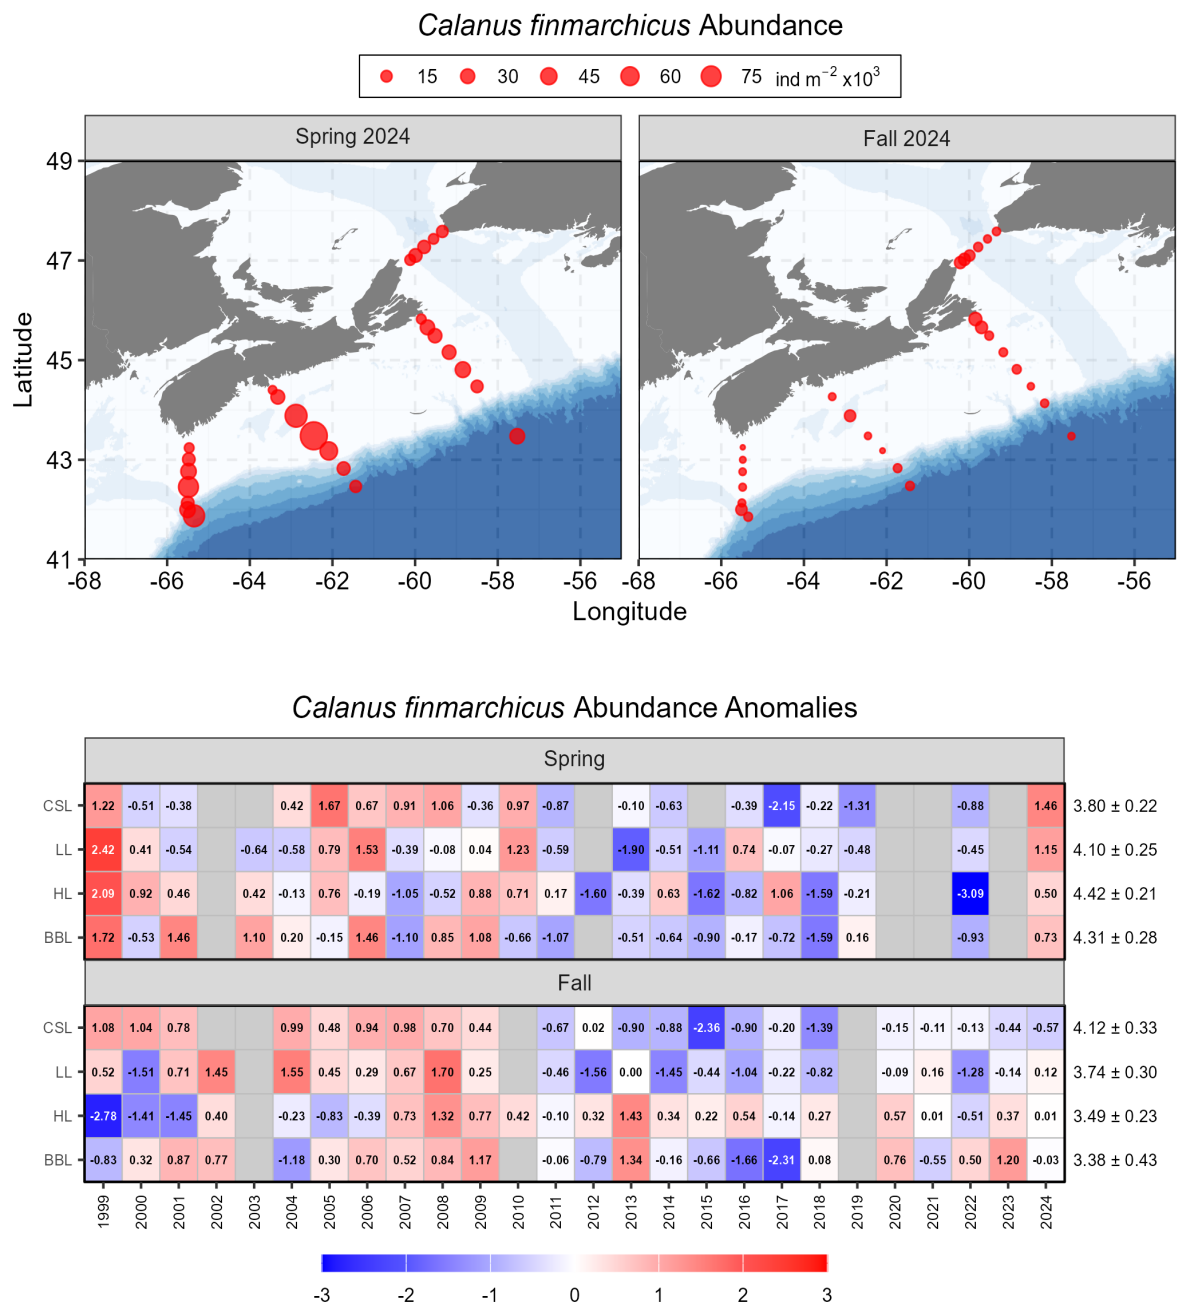 Calanus finmarchicus Abundance
15 30 45 60 75 ind m⁻² x10³
Spring 2024 Fall 2024
49
47
45
43
41
Latitude
-68 -66 -64 -62 -60 -58 -56 -68 -66 -64 -62 -60 -58 -56
Longitude
Calanus finmarchicus Abundance Anomalies
Spring
CSL 1.22 -0.51 -0.38 0.42 1.67 0.67 0.91 1.06 -0.36 0.97 -0.87 -0.10 -0.63 -0.39 -2.15 -0.22 -1.31 -0.88 1.46 3.80 ± 0.22
LL 2.42 0.41 -0.54 -0.64 -0.58 0.79 1.53 -0.39 -0.08 0.04 1.23 -0.59 -1.90 -0.51 -1.11 0.74 -0.07 -0.27 -0.48 -0.45 1.15 4.10 ± 0.25
HL 2.09 0.92 0.46 0.42 -0.13 0.76 -0.19 -1.05 -0.52 0.88 0.71 0.17 -1.60 -0.39 0.63 -1.62 -0.82 1.06 -1.59 -0.21 -3.09 0.50 4.42 ± 0.21
BBL 1.72 -0.53 1.46 1.10 0.20 -0.15 1.46 -1.10 0.85 1.08 -0.66 -1.07 -0.51 -0.64 -0.90 -0.17 -0.72 -1.59 0.16 -0.93 0.73 4.31 ± 0.28
Fall
CSL 1.08 1.04 0.78 0.99 0.48 0.94 0.98 0.70 0.44 -0.67 0.02 -0.90 -0.88 -2.36 -0.90 -0.20 -1.39 -0.15 -0.11 -0.13 -0.44 -0.57 4.12 ± 0.33
LL 0.52 -1.51 0.71 1.45 1.55 0.45 0.29 0.67 1.70 0.25 -0.46 -1.56 0.00 -1.45 -0.44 -1.04 -0.22 -0.82 -0.09 0.16 -1.28 -0.14 0.12 3.74 ± 0.30
HL -2.78 -1.41 -1.45 0.40 -0.23 -0.83 -0.39 0.73 1.32 0.77 0.42 -0.10 0.32 1.43 0.34 0.22 0.54 -0.14 0.27 0.57 0.01 -0.51 0.37 0.01 3.49 ± 0.23
BBL -0.83 0.32 0.87 0.77 -1.18 0.30 0.70 0.52 0.84 1.17 -0.06 -0.79 1.34 -0.16 -0.66 -1.66 -2.31 0.08 0.76 -0.55 0.50 1.20 -0.03 3.38 ± 0.43
1999 2000 2001 2002 2003 2004 2005 2006 2007 2008 2009 2010 2011 2012 2013 2014 2015 2016 2017 2018 2019 2020 2021 2022 2023 2024
-3 -2 -1 0 1 2 3